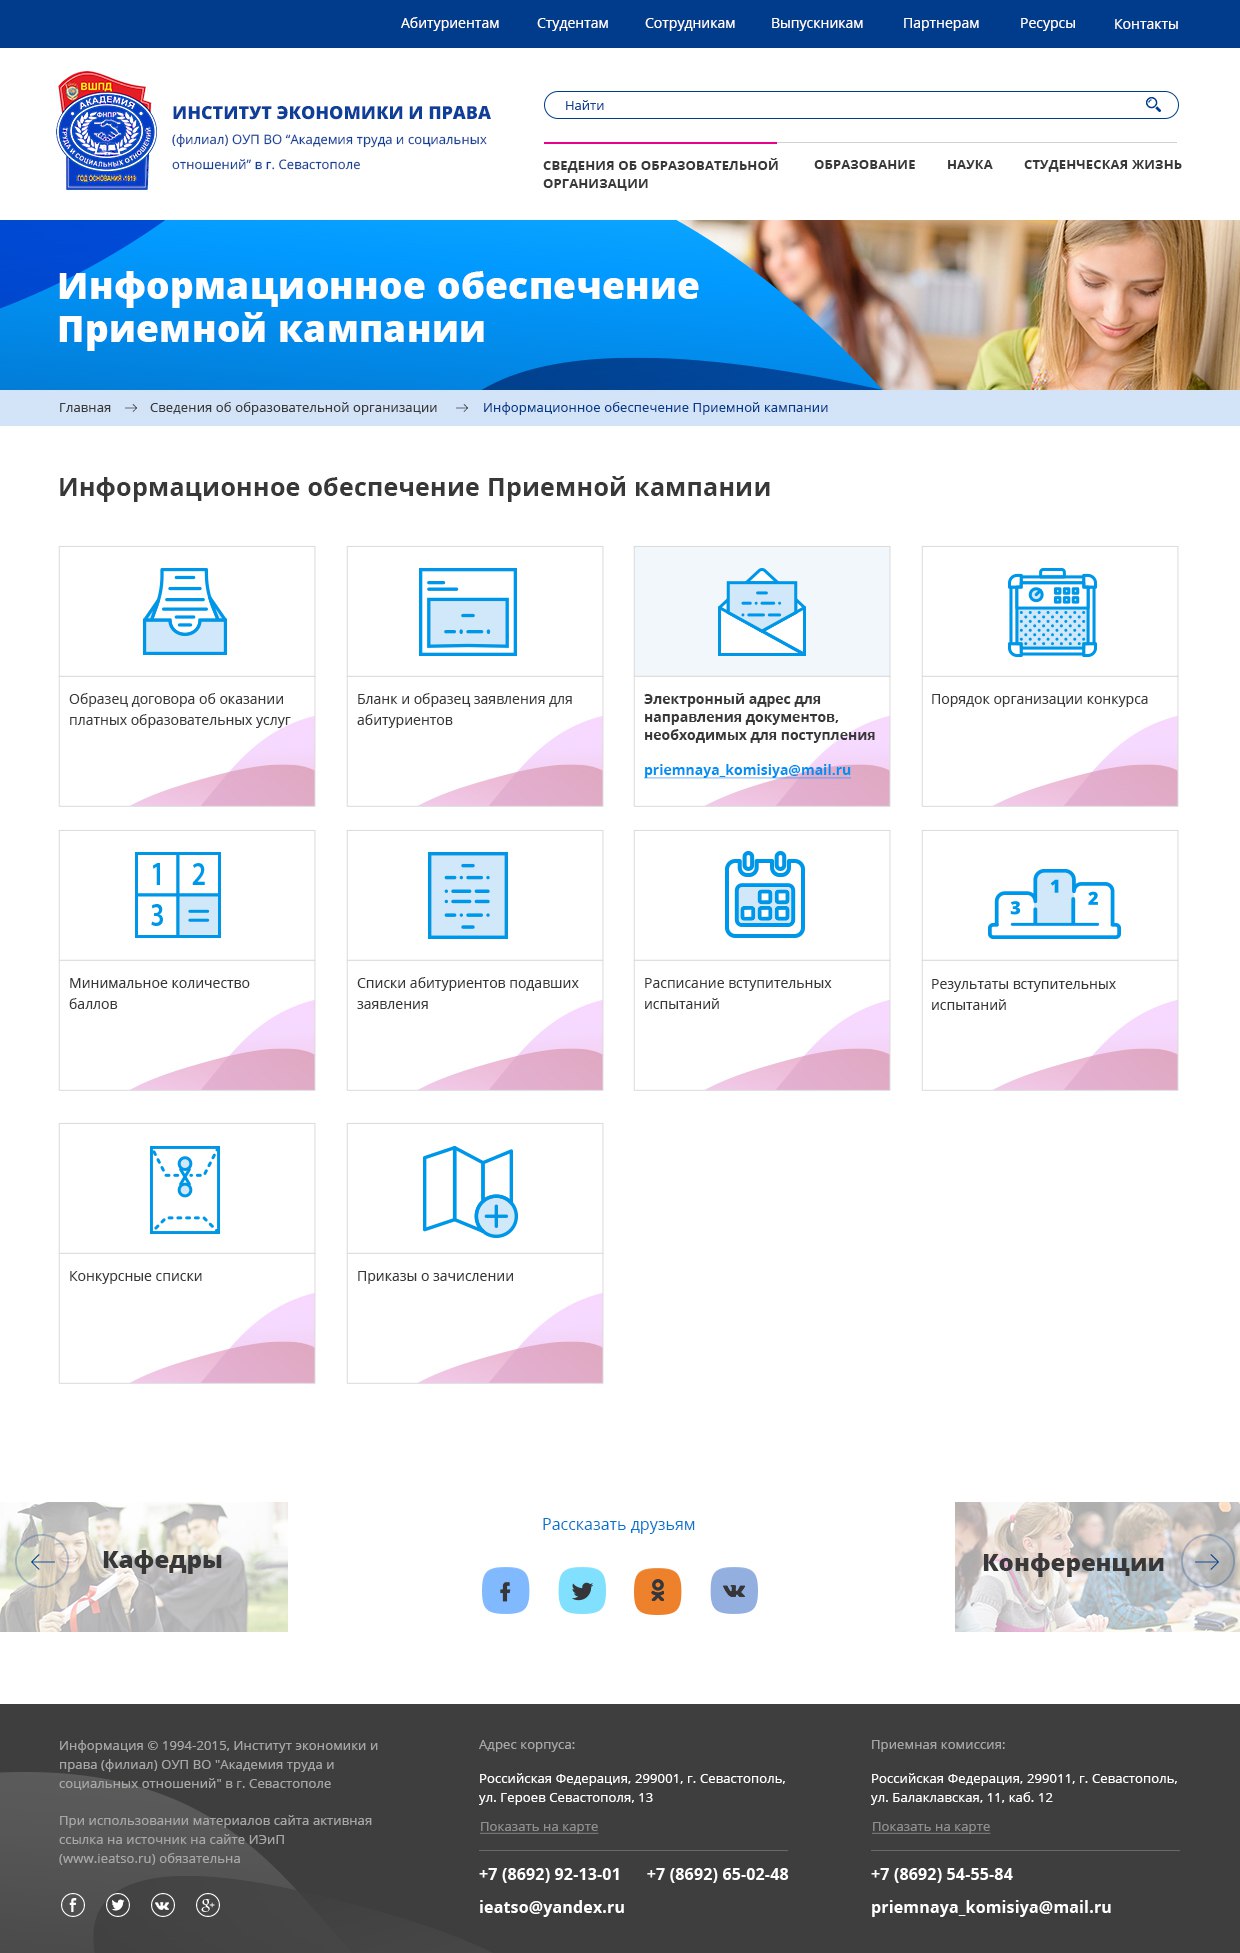 Абитуриентам Студентам Сотрудникам Выпускникам Партнерам Ресурсы Контакты
ВШПД
АКАДЕМИЯ
ФНПР
ТРУДА И СОЦИАЛЬНЫХ ОТНОШЕНИЙ
ГОД ОСНОВАНИЯ 1919
ИНСТИТУТ ЭКОНОМИКИ И ПРАВА
(филиал) ОУП ВО “Академия труда и социальных
отношений” в г. Севастополе
Найти
СВЕДЕНИЯ ОБ ОБРАЗОВАТЕЛЬНОЙ
ОРГАНИЗАЦИИ
ОБРАЗОВАНИЕ НАУКА СТУДЕНЧЕСКАЯ ЖИЗНЬ
Информационное обеспечение
Приемной кампании
Главная → Сведения об образовательной организации → Информационное обеспечение Приемной кампании
Информационное обеспечение Приемной кампании
Образец договора об оказании
платных образовательных услуг
Бланк и образец заявления для
абитуриентов
Электронный адрес для
направления документов,
необходимых для поступления
priemnaya_komisiya@mail.ru
Порядок организации конкурса
1 2
3 =
Минимальное количество
баллов
Списки абитуриентов подавших
заявления
Расписание вступительных
испытаний
3 1 2
Результаты вступительных
испытаний
Конкурсные списки
Приказы о зачислении
Кафедры
Рассказать друзьям
Конференции
Информация © 1994-2015, Институт экономики и
права (филиал) ОУП ВО "Академия труда и
социальных отношений" в г. Севастополе
При использовании материалов сайта активная
ссылка на источник на сайте ИЭиП
(www.ieatso.ru) обязательна
Адрес корпуса:
Российская Федерация, 299001, г. Севастополь,
ул. Героев Севастополя, 13
Показать на карте
+7 (8692) 92-13-01 +7 (8692) 65-02-48
ieatso@yandex.ru
Приемная комиссия:
Российская Федерация, 299011, г. Севастополь,
ул. Балаклавская, 11, каб. 12
Показать на карте
+7 (8692) 54-55-84
priemnaya_komisiya@mail.ru